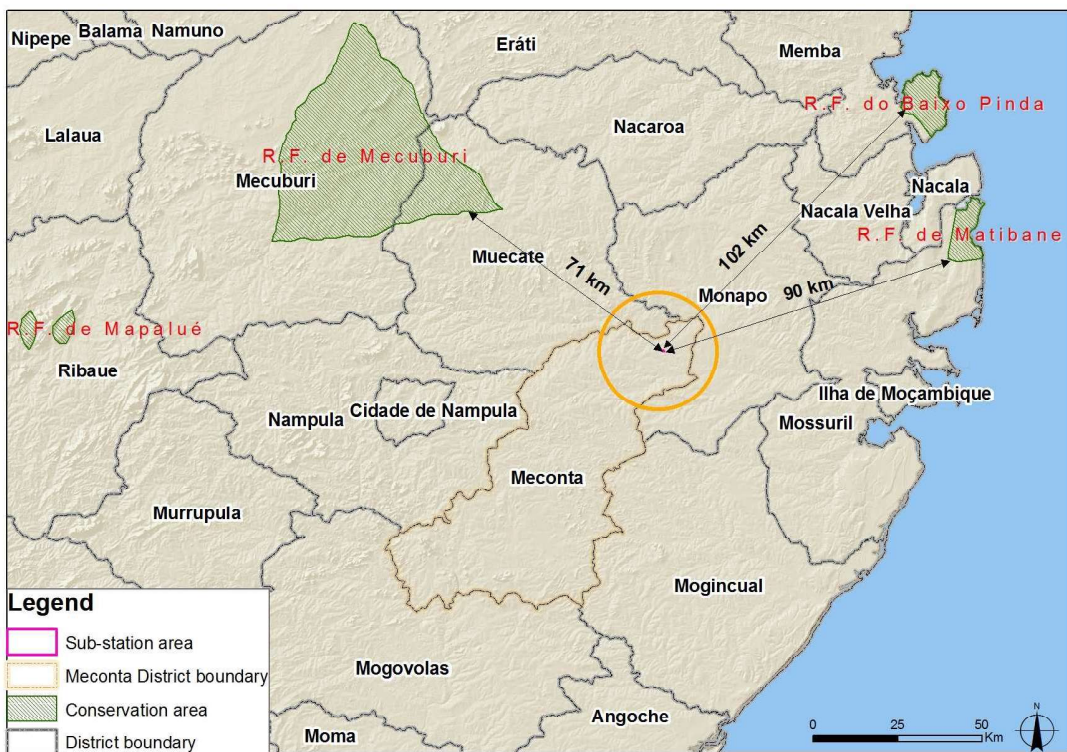 Nipepe
Balama
Namuno
Eráti
Memba
R.F. do Baixo Pinda
Lalaua
Nacaroa
R.F. de Mecuburi
Mecuburi
Nacala
Nacala Velha
R.F. de Matibane
Muecate
102 km
71 km
90 km
Monapo
R.F. de Mapalué
Ribaue
Ilha de Moçambique
Nampula
Cidade de Nampula
Mossuril
Meconta
Murrupula
Mogincual
Mogovolas
Angoche
Moma
Legend
Sub-station area
Meconta District boundary
Conservation area
District boundary
0 25 50
Km
N